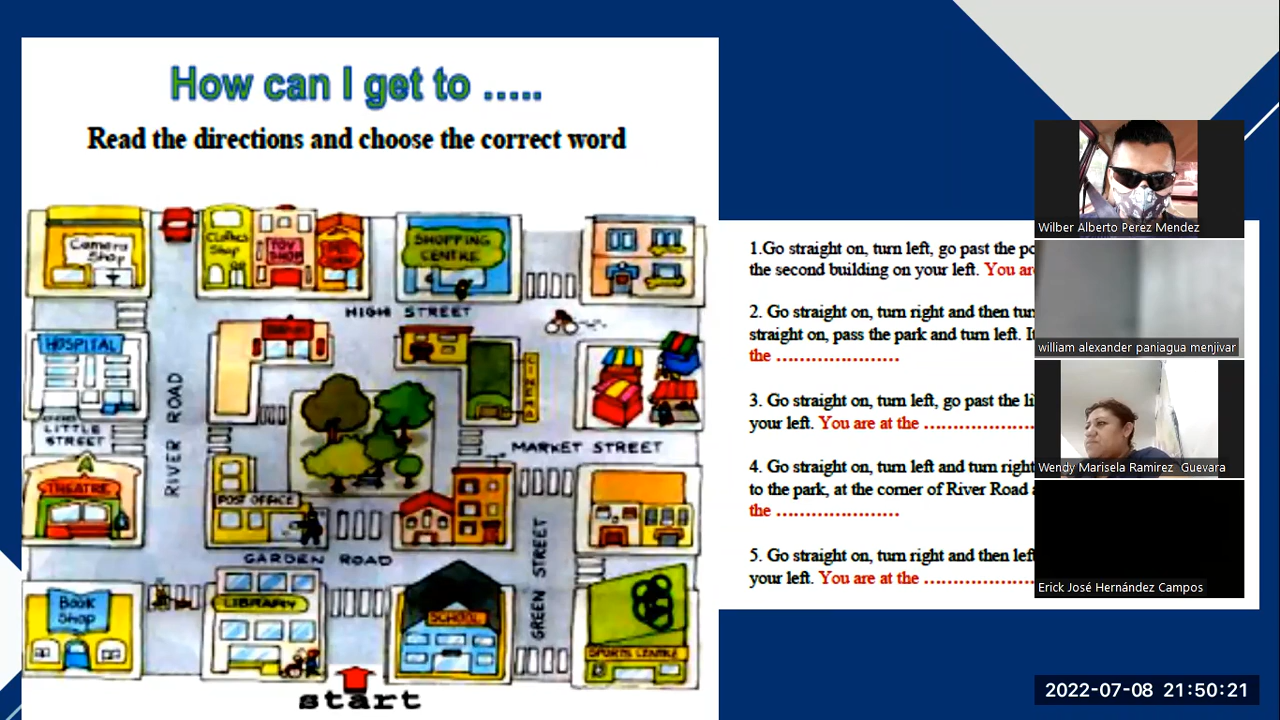 How can I get to .....
Read the directions and choose the correct word
Camera Shop
Clothes Shop
TOY SHOP
SHOPPING CENTRE
HIGH STREET
HOSPITAL
CINEMA
RIVER ROAD
LITTLE STREET
MARKET STREET
THEATRE
POST OFFICE
GARDEN ROAD
GREEN STREET
Book Shop
LIBRARY
SCHOOL
SPORTS CENTRE
start
1.Go straight on, turn left, go past the
the second building on your left. You
2. Go straight on, turn right and then
straight on, pass the park and turn left.
the ......................
3. Go straight on, turn left, go past the
your left. You are at the ......................
4. Go straight on, turn left and turn right
to the park, at the corner of River Road
the ......................
5. Go straight on, turn right and then left
your left. You are at the ......................
Wilber Alberto Perez Mendez
william alexander paniagua menjivar
Wendy Marisela Ramirez Guevara
Erick José Hernández Campos
2022-07-08 21:50:21